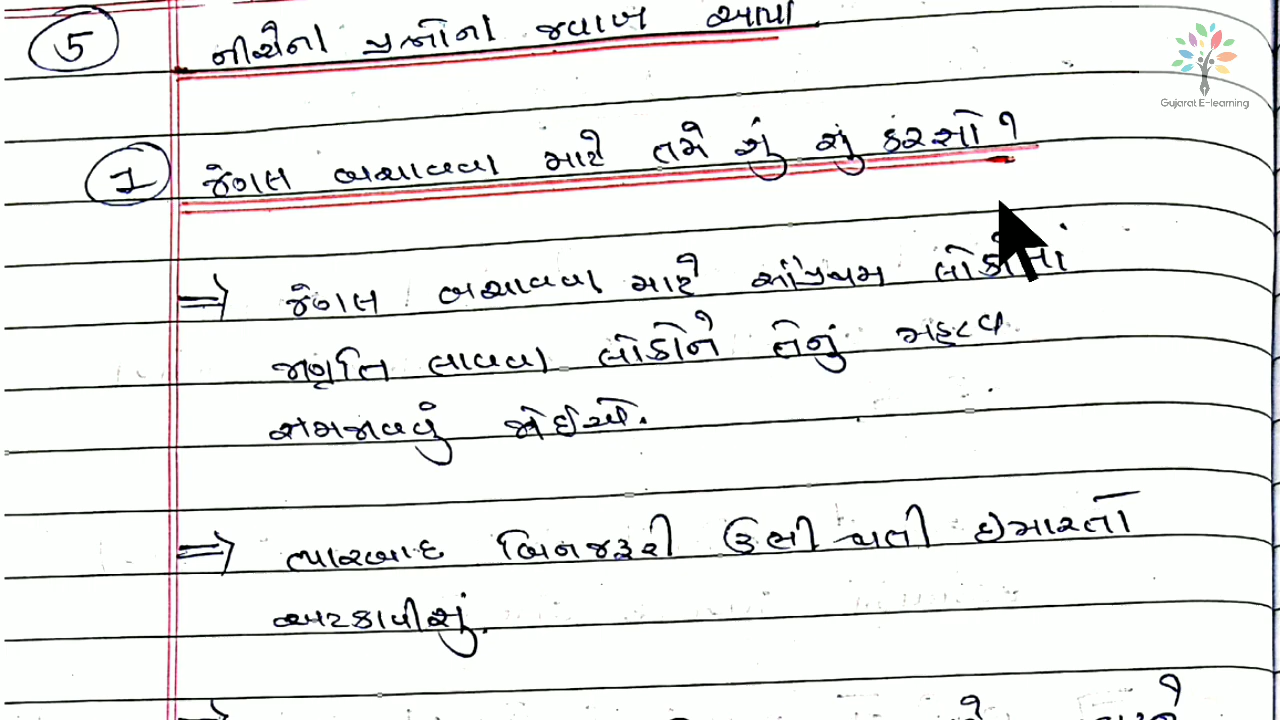 5 નીચેના પ્રશ્નોના જવાબ આપો
Gujarat E-learning
1 જંગલ બચાવવા માટે તમે શું શું કરશો?
⇒ જંગલ બચાવવા માટે સૌપ્રથમ લોકોમાં
જાગૃતિ લાવવા લોકોને તેનું મહત્વ
સમજાવવું જોઈએ.
⇒ ત્યારબાદ બિનજરૂરી ઉભી થતી ઇમારતો
અટકાવીશું.